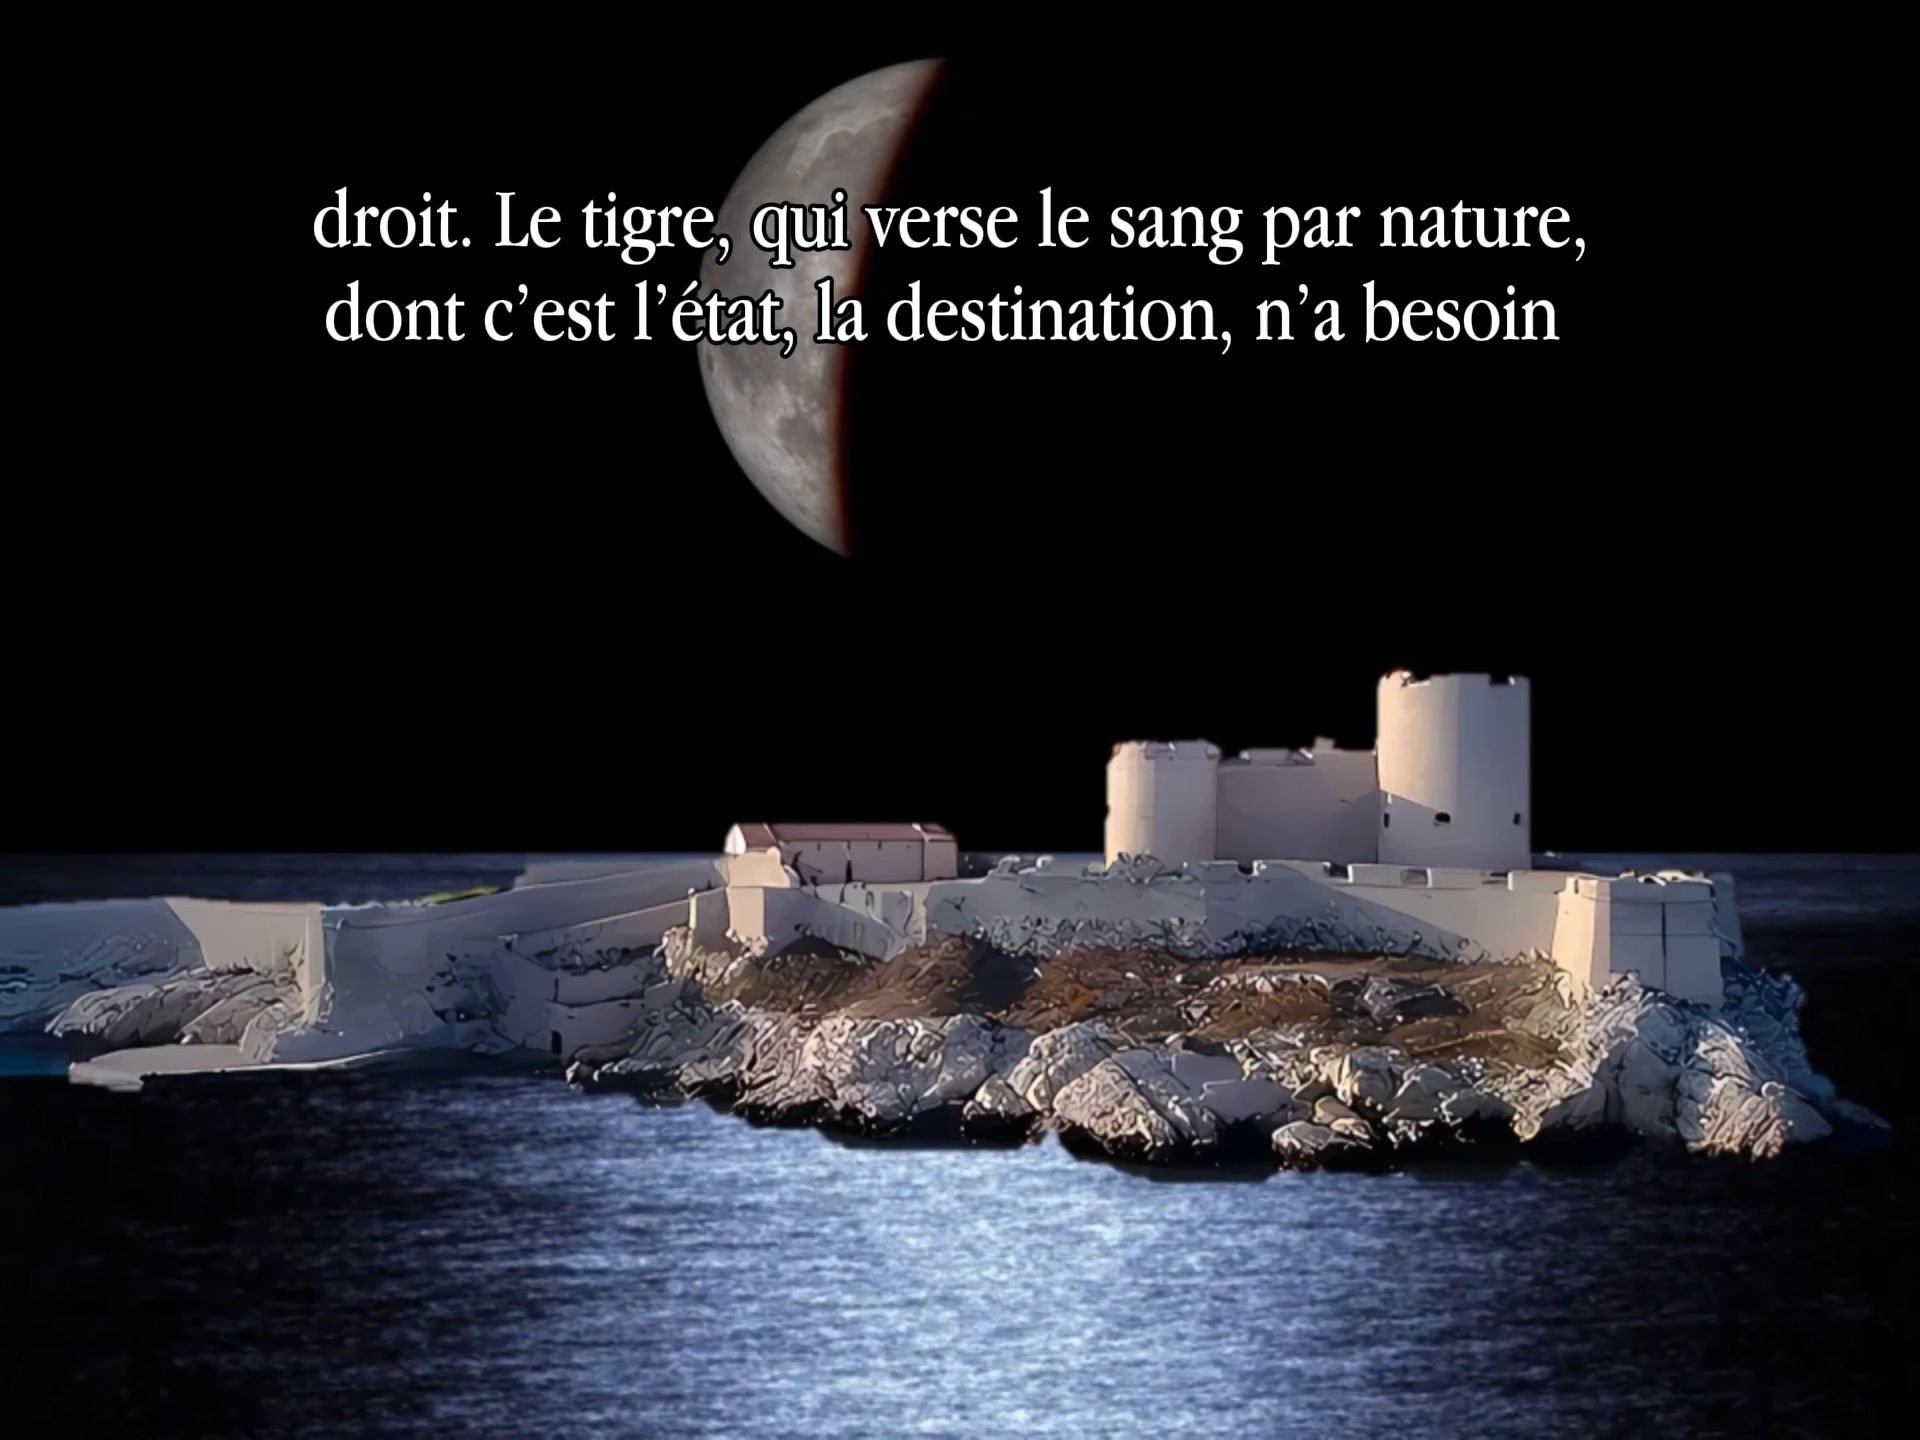 droit. Le tigre, qui verse le sang par nature,
dont c’est l’état, la destination, n’a besoin